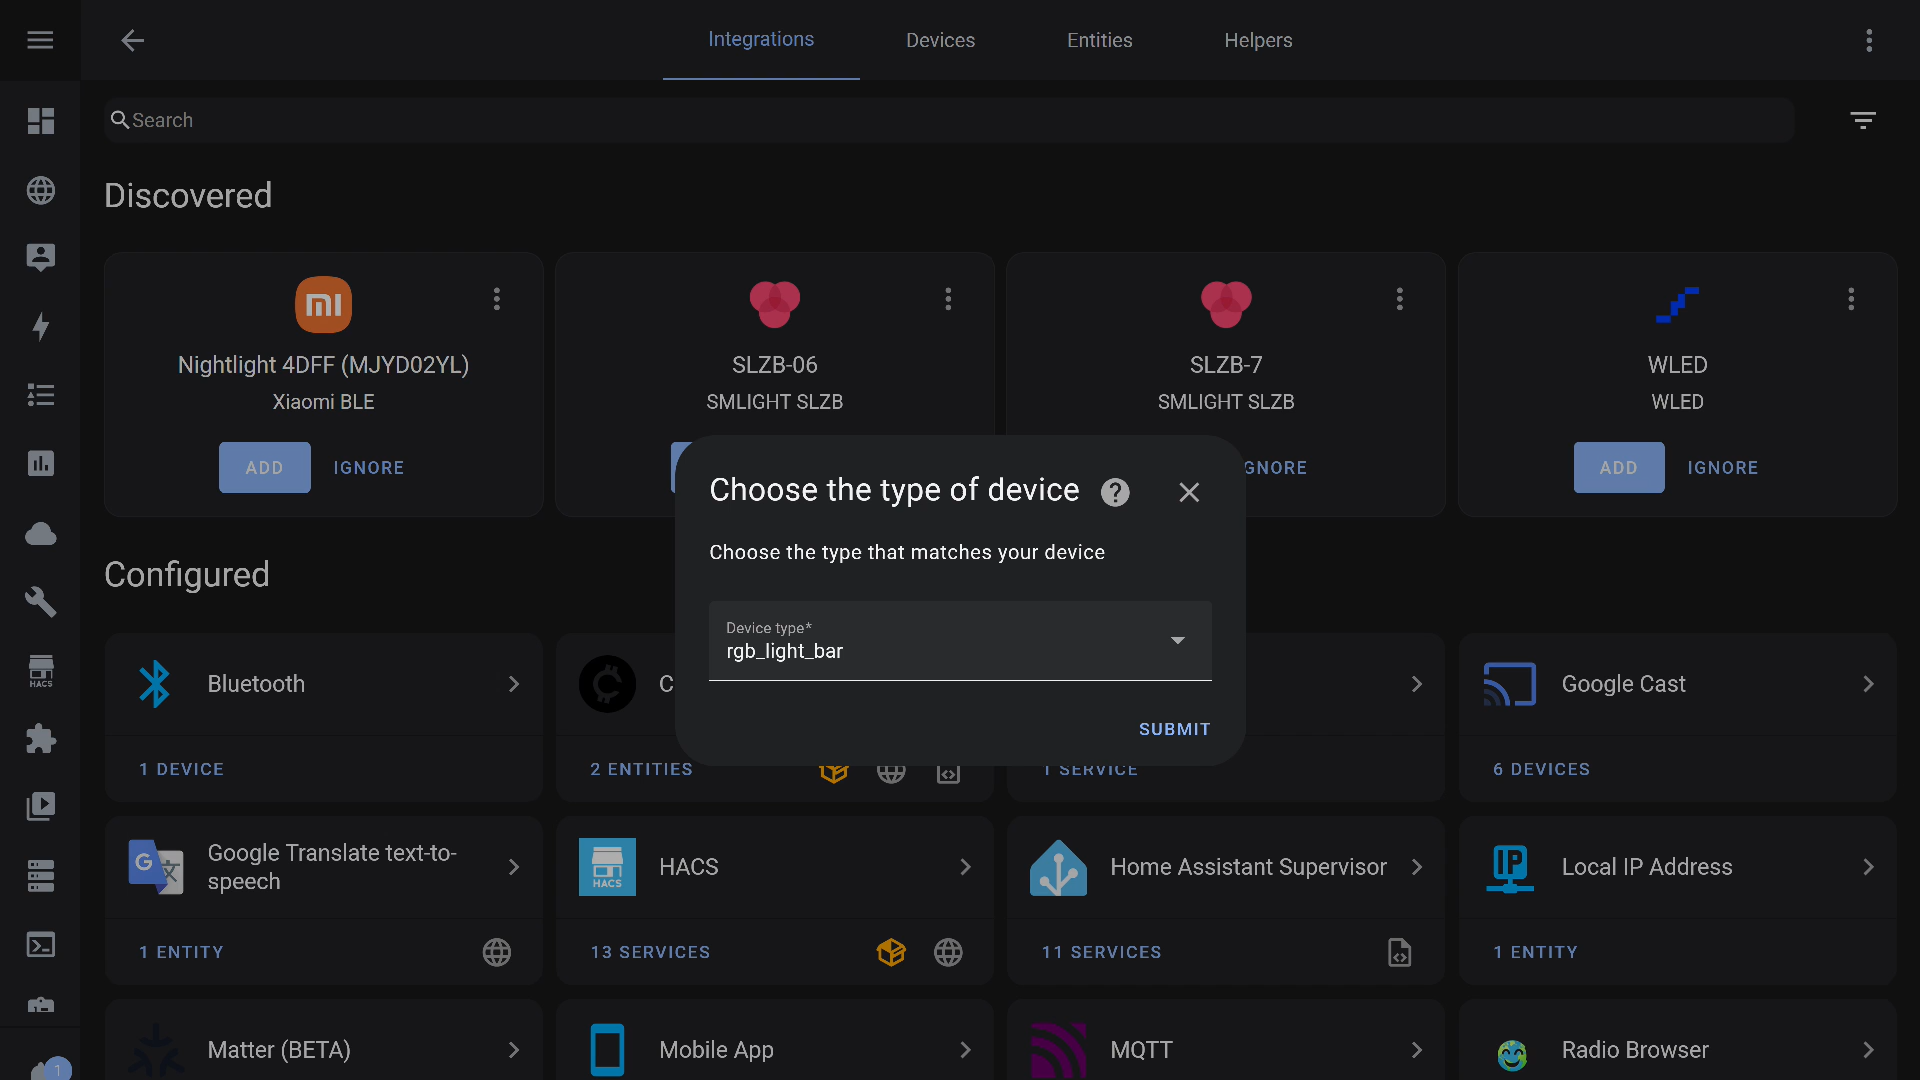 Integrations
Devices
Entities
Helpers
Search
Discovered
Nightlight 4DFF (MJYD02YL)
Xiaomi BLE
ADD
IGNORE
SLZB-06
SMLIGHT SLZB
SLZB-7
SMLIGHT SLZB
GNORE
WLED
WLED
ADD
IGNORE
Choose the type of device
Choose the type that matches your device
Device type*
rgb_light_bar
SUBMIT
Configured
Bluetooth
1 DEVICE
C
2 ENTITIES
1 SERVICE
Google Cast
6 DEVICES
Google Translate text-to-
speech
1 ENTITY
HACS
HACS
13 SERVICES
Home Assistant Supervisor
11 SERVICES
IP
Local IP Address
1 ENTITY
Matter (BETA)
Mobile App
MQTT
Radio Browser
HACS
1